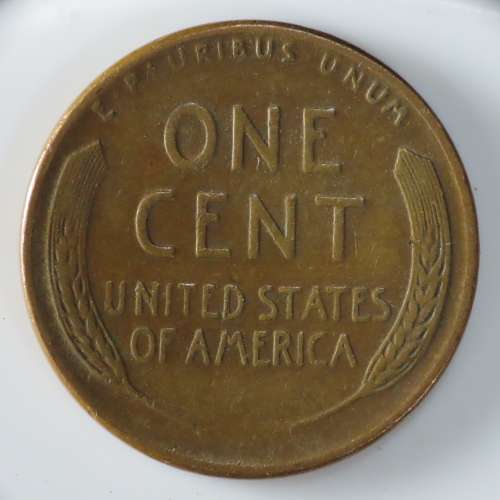 E PLURIBUS UNUM
ONE
CENT
UNITED STATES
OF AMERICA